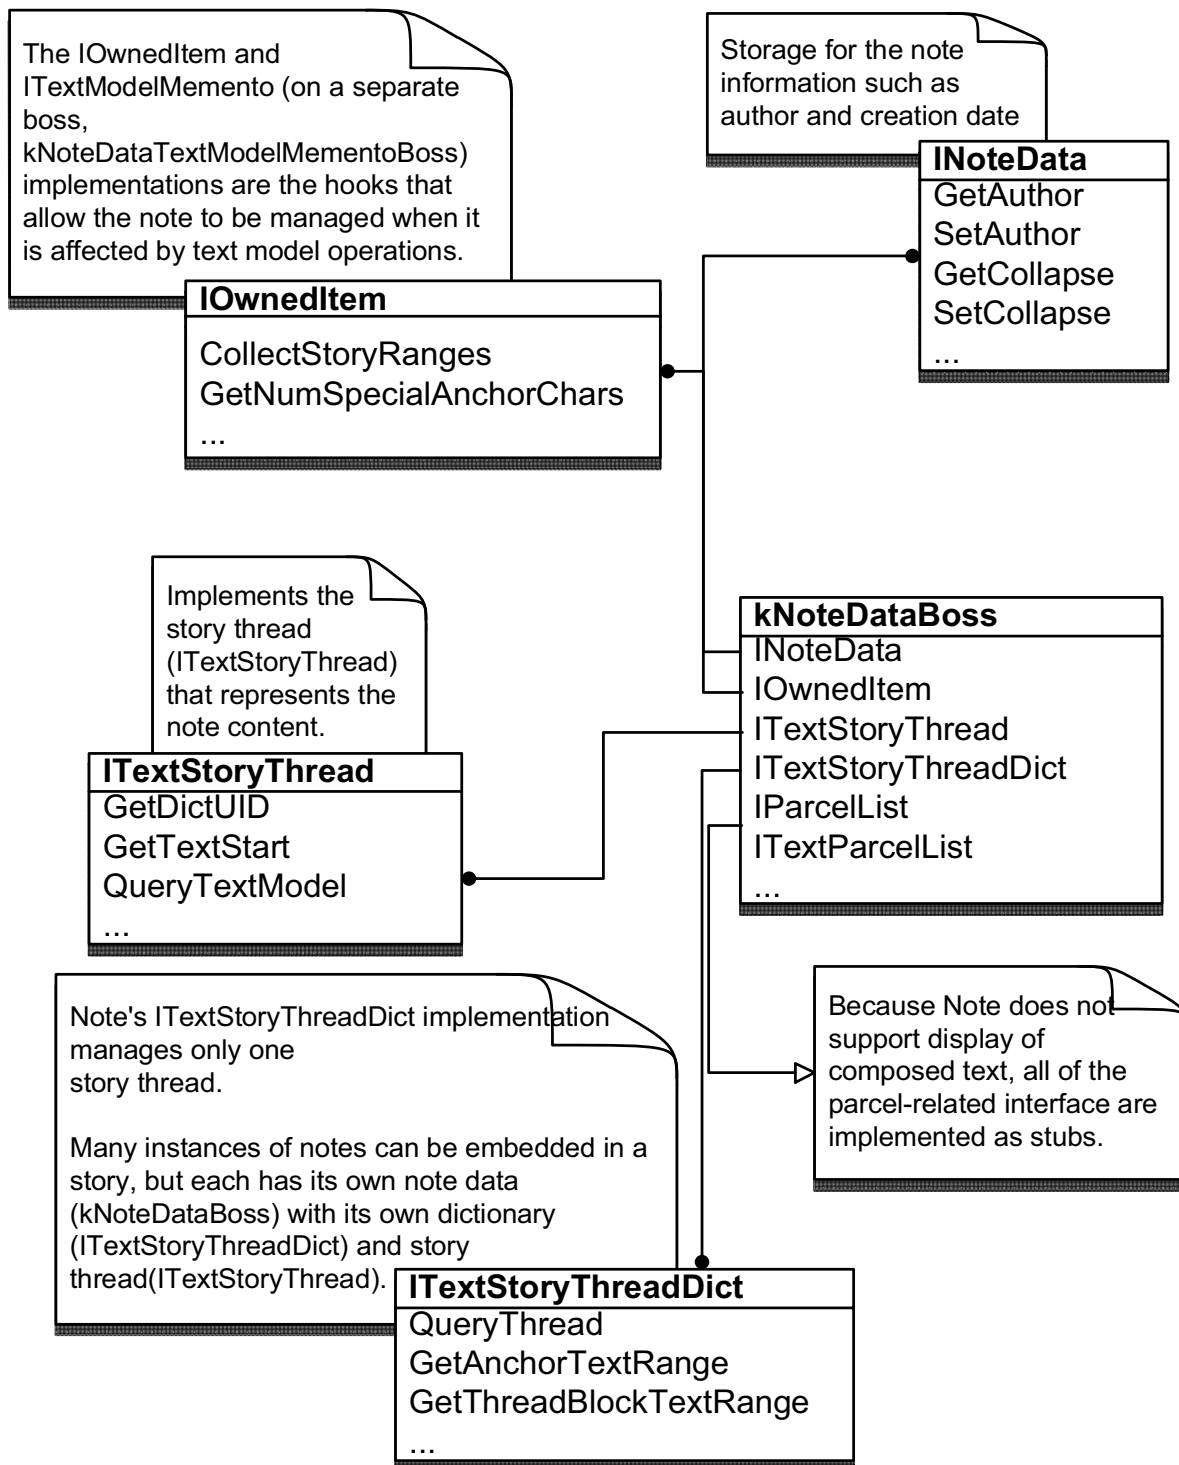 The IOwnedItem and
ITextModelMemento (on a separate
boss,
kNoteDataTextModelMementoBoss)
implementations are the hooks that
allow the note to be managed when it
is affected by text model operations.
IOwnedItem
CollectStoryRanges
GetNumSpecialAnchorChars
...
Storage for the note
information such as
author and creation date
INoteData
GetAuthor
SetAuthor
GetCollapse
SetCollapse
...
Implements the
story thread
(ITextStoryThread)
that represents the
note content.
ITextStoryThread
GetDictUID
GetTextStart
QueryTextModel
...
kNoteDataBoss
INoteData
IOwnedItem
ITextStoryThread
ITextStoryThreadDict
IParcelList
ITextParcelList
...
Note's ITextStoryThreadDict implementation
manages only one
story thread.
Many instances of notes can be embedded in a
story, but each has its own note data
(kNoteDataBoss) with its own dictionary
(ITextStoryThreadDict) and story
thread(ITextStoryThread).
Because Note does not
support display of
composed text, all of the
parcel-related interface are
implemented as stubs.
ITextStoryThreadDict
QueryThread
GetAnchorTextRange
GetThreadBlockTextRange
...